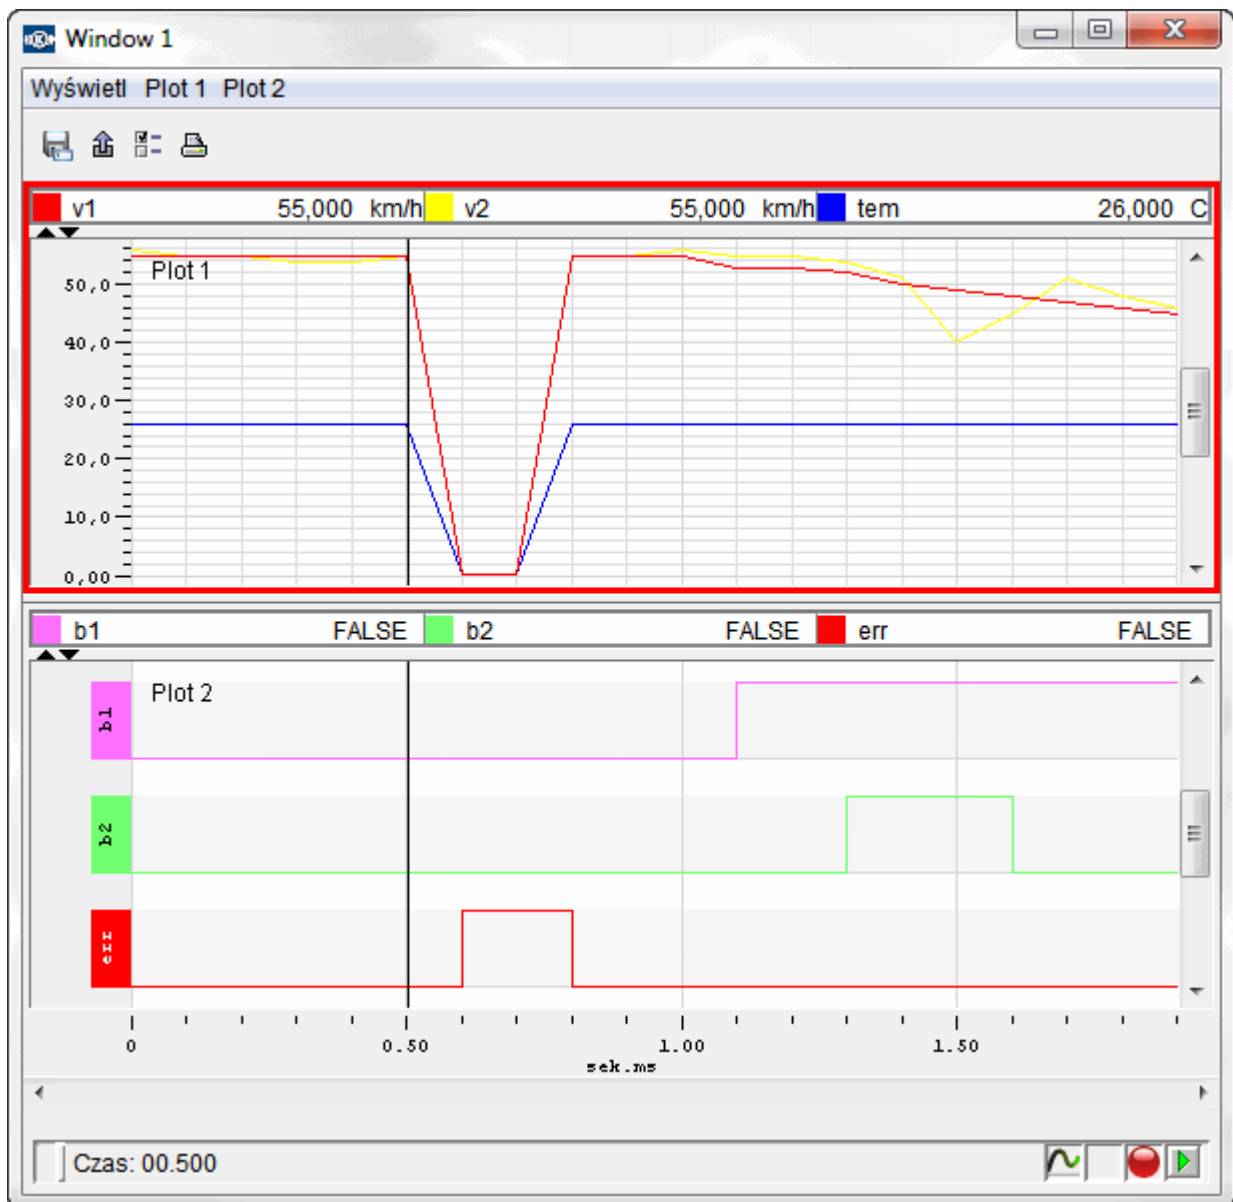 Window 1
Wyświetl Plot 1 Plot 2
v1 55,000 km/h v2 55,000 km/h tem 26,000 C
Plot 1
50,0
40,0
30,0
20,0
10,0
0,00
b1 FALSE b2 FALSE err FALSE
Plot 2
b1
b2
err
0 0.50 1.00 1.50
sek.ms
Czas: 00.500